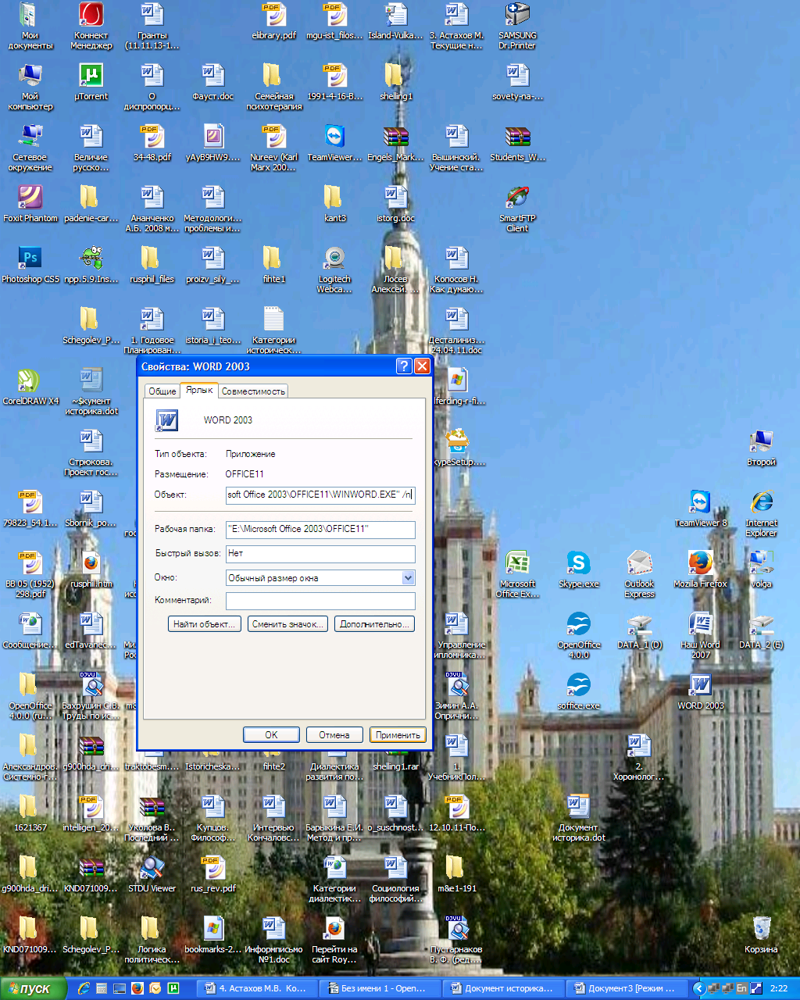 Мои
документы
Коннект
Менеджер
Гранты
(11.11.13-1...
elibrary.pdf
mgu-ist_filos...
Island-Vulka...
3. Астахов М.
Текущие н...
SAMSUNG
Dr.Printer
Мой
компьютер
µTorrent
О
диспропорц...
Фауст.doc
Семейная
психотерапия
1991-4-16-В...
shelling1
sovety-na-...
Сетевое
окружение
Величие
русско...
34-48.pdf
yAyB9HW9....
Nureev (Karl
Marx 200...
TeamViewer...
Engels_Mark...
Вышинский.
Учение ста...
Students_W...
Foxit Phantom
padenie-car...
Ананченко
А.Б. 2008 м...
Методологи...
проблемы и...
kant3
istorg.doc
SmartFTP
Client
Photoshop CS5
npp.5.9.Ins...
rusphil_files
proizv_sily_...
fihte1
Logitech
Webca...
Лосев
Алексей. ...
Колосов Н.
Как думаю...
Schegolev_P...
1. Годовое
Планирован...
istoria_i_teo...
Категории
историческ...
Десталиниз...
24.04.11.doc
CorelDRAW X4
~$кумент
историка.dot
lferding-r-fi...
Стрюкова.
Проект гос...
kypeSetup....
Второй
79823_54.1...
Sbornik_po...
TeamViewer 8
Internet
Explorer
ВВ 05 (1952)
298.pdf
rusphil.htm
Microsoft
Office Ex...
Skype.exe
Outlook
Express
Mozilla Firefox
volga
Сообщение...
edTavanec...
Управление
ипломника...
OpenOffice
4.0.0
DATA_1 (D)
Наш Word
2007
DATA_2 (E)
OpenOffice
4.0.0 (ru...
Бахрушин С.В.
Труды по ис...
Зимин А.А.
Опрични...
soffice.exe
WORD 2003
Свойства: WORD 2003
Общие
Ярлык
Совместимость
WORD 2003
Тип объекта: Приложение
Размещение: OFFICE11
Объект: soft Office 2003\OFFICE11\WINWORD.EXE" /n
Рабочая папка: "E:\Microsoft Office 2003\OFFICE11"
Быстрый вызов: Нет
Окно: Обычный размер окна
Комментарий:
Найти объект...
Сменить значок...
Дополнительно...
OK
Отмена
Применить
Александров.
Системно-г...
g900hda_dri...
traktobesm....
Istoricheska...
fihte2
Диалектика
развития по...
shelling1.rar
1.
УчебникПол...
2.
Хоронолог...
1621367
intelligen_20...
Уколова В..
Последний ...
Купцов.
Философ...
Интервью
Кончаловс...
Барыкина Е.И.
Метод и пр...
o_suschnost...
12.10.11-По...
Документ
историка.dot
g900hda_dri...
KND071009...
STDU Viewer
rus_rev.pdf
Категории
диалектик...
Социология
философий...
m&e1-191
KND071009...
Schegolev_P...
Логика
политическ...
bookmarks-2...
Информписьмо
№1.doc
Перейти на
сайт Roy...
Пустарнаков
В. Ф. (ред...
Корзина
пуск
4. Астахов М.В. Ко...
Без имени 1 - Open...
Документ историка...
Документ3 [Режим ...
En
2:22